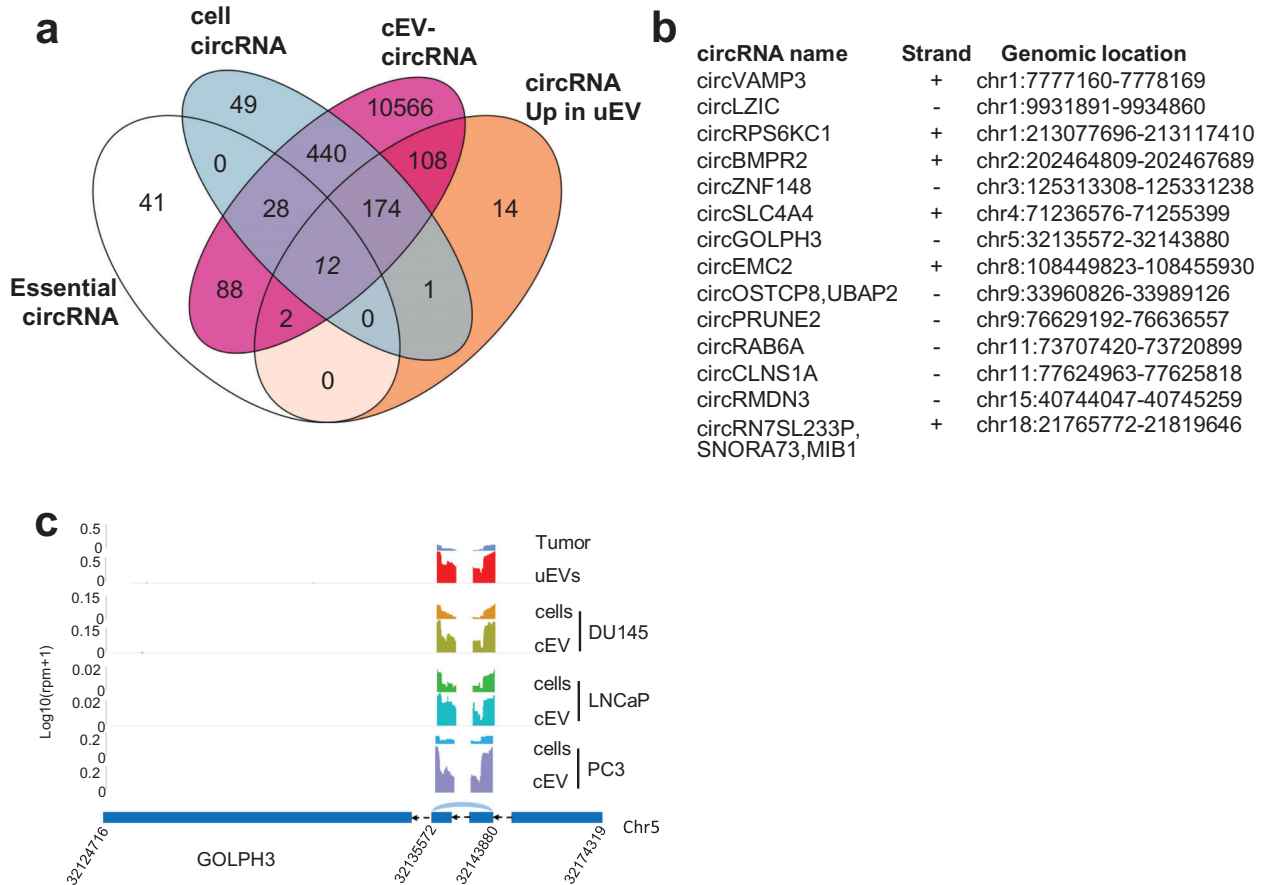 a
cell
circRNA
cEV-
circRNA
circRNA
Up in uEV
Essential
circRNA
49
10566
0
440
108
41
28
174
14
12
88
1
2
0
0
b
circRNA name Strand Genomic location
circVAMP3 + chr1:7777160-7778169
circLZIC - chr1:9931891-9934860
circRPS6KC1 + chr1:213077696-213117410
circBMPR2 + chr2:202464809-202467689
circZNF148 - chr3:125313308-125331238
circSLC4A4 + chr4:71236576-71255399
circGOLPH3 - chr5:32135572-32143880
circEMC2 + chr8:108449823-108455930
circOSTCP8,UBAP2 - chr9:33960826-33989126
circPRUNE2 - chr9:76629192-76636557
circRAB6A - chr11:73707420-73720899
circCLNS1A - chr11:77624963-77625818
circRMDN3 - chr15:40744047-40745259
circRN7SL233P, + chr18:21765772-21819646
SNORA73,MIB1
c
Log10(rpm+1)
0.5
0
Tumor
0.5
0
uEVs
0.15
0
cells
0.15
0
cEV
DU145
0.02
0
cells
0.02
0
cEV
LNCaP
0.2
0
cells
0.2
0
cEV
PC3
Chr5
32124716
GOLPH3
32135572
32143880
32174319